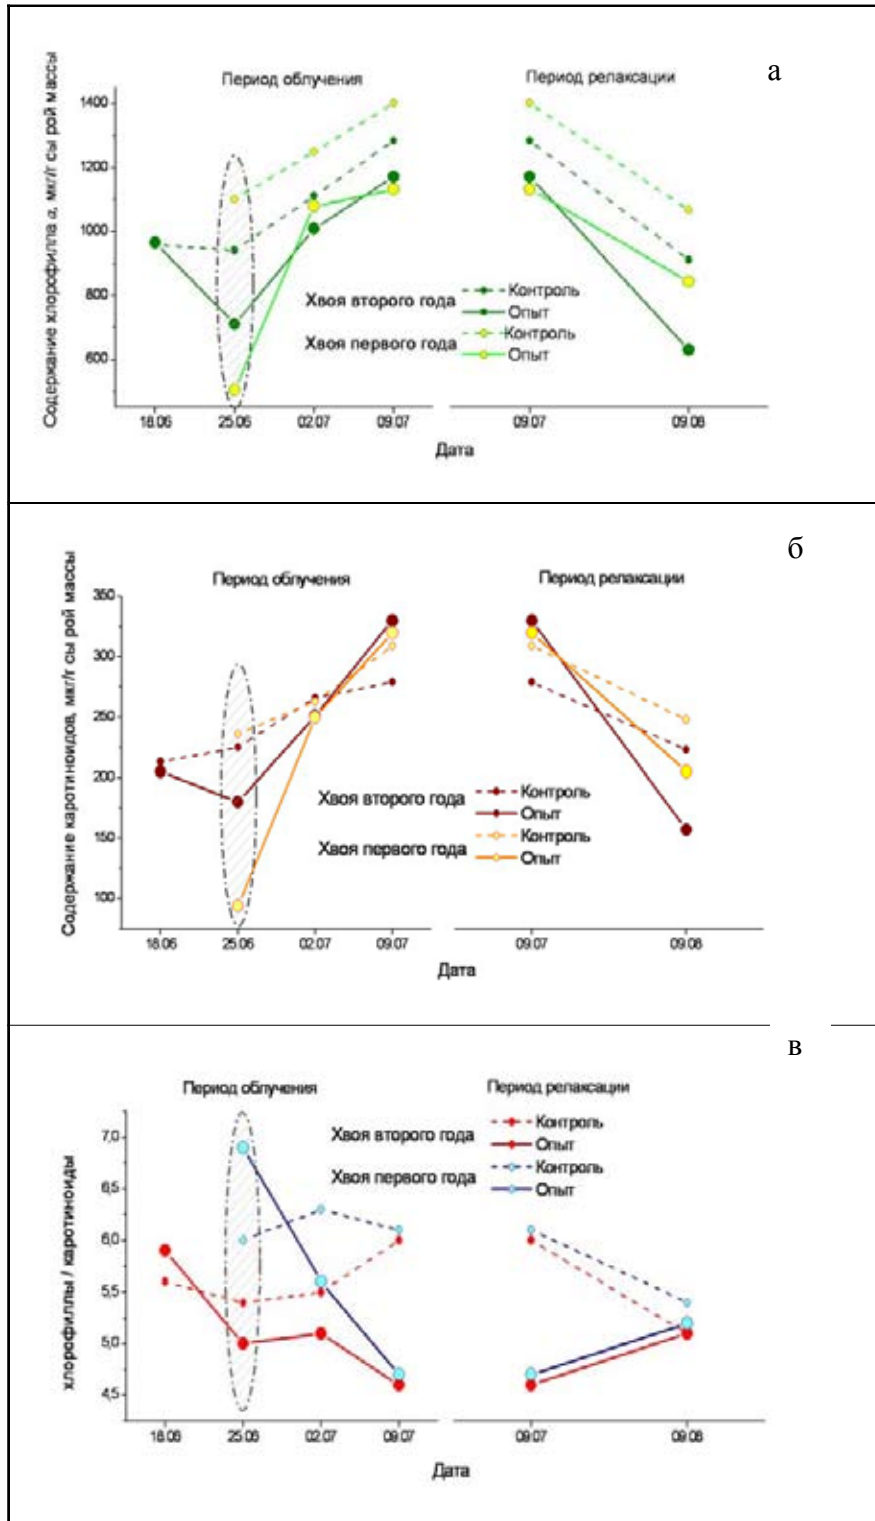 а
Период облучения
Период релаксации
Содержание хлорофилла а, мкг/г сы рой массы
1400
1200
1000
800
600
Хвоя второго года
Контроль
Опыт
Хвоя первого года
Контроль
Опыт
18.06
25.06
02.07
09.07
09.07
09.08
Дата
б
Период облучения
Период релаксации
Содержание каротиноидов, мкг/г сы рой массы
350
300
250
200
150
100
Хвоя второго года
Контроль
Опыт
Хвоя первого года
Контроль
Опыт
18.06
25.06
02.07
09.07
09.07
09.08
Дата
в
Период облучения
Период релаксации
хлорофиллы / каротиноиды
7,0
6,5
6,0
5,5
5,0
4,5
Хвоя второго года
Контроль
Опыт
Хвоя первого года
Контроль
Опыт
18.06
25.06
02.07
09.07
09.07
09.08
Дата